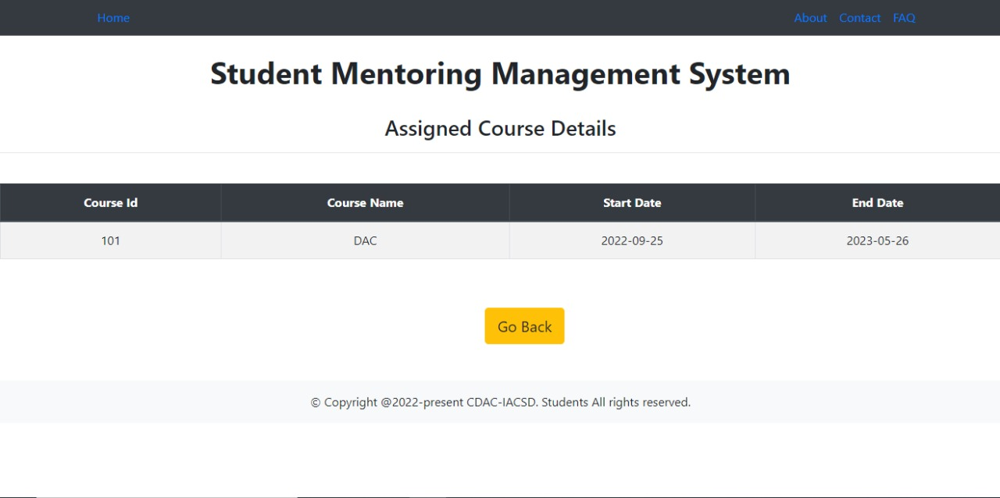 Home About Contact FAQ
Student Mentoring Management System
Assigned Course Details
Course Id Course Name Start Date End Date
101 DAC 2022-09-25 2023-05-26
Go Back
© Copyright @2022-present CDAC-IACSD. Students All rights reserved.